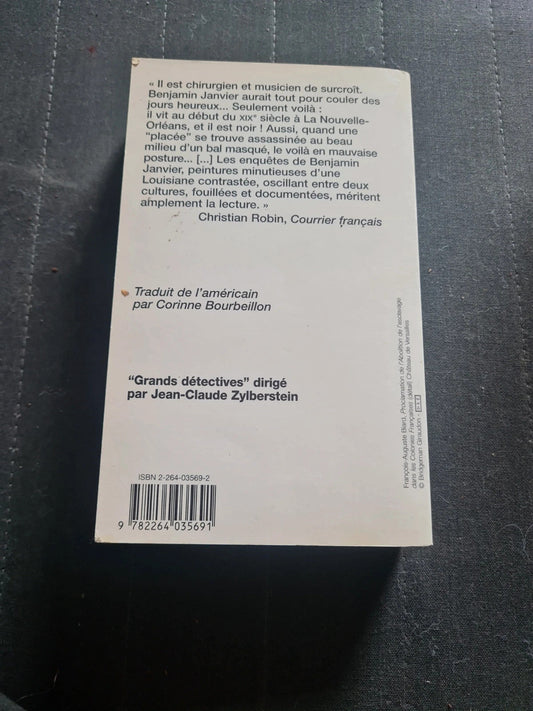 « Il est chirurgien et musicien de surcroît.
Benjamin Janvier aurait tout pour couler des
jours heureux... Seulement voilà :
il vit au début du XIXe siècle à La Nouvelle-
Orléans, et il est noir ! Aussi, quand une
“placée” se trouve assassinée au beau
milieu d’un bal masqué, le voilà en mauvaise
posture... [...] Les enquêtes de Benjamin
Janvier, peintures minutieuses d’une
Louisiane contrastée, oscillant entre deux
cultures, fouillées et documentées, méritent
amplement la lecture. »
Christian Robin, Courrier français
Traduit de l’américain
par Corinne Bourbeillon
“Grands détectives” dirigé
par Jean-Claude Zylberstein
ISBN 2-264-03569-2
9 782264 035691
François-Auguste Biard, Proclamation de l’Abolition de l’esclavage
dans les Colonies Françaises (détail) Château de Versailles
© Bridgeman Giraudon -